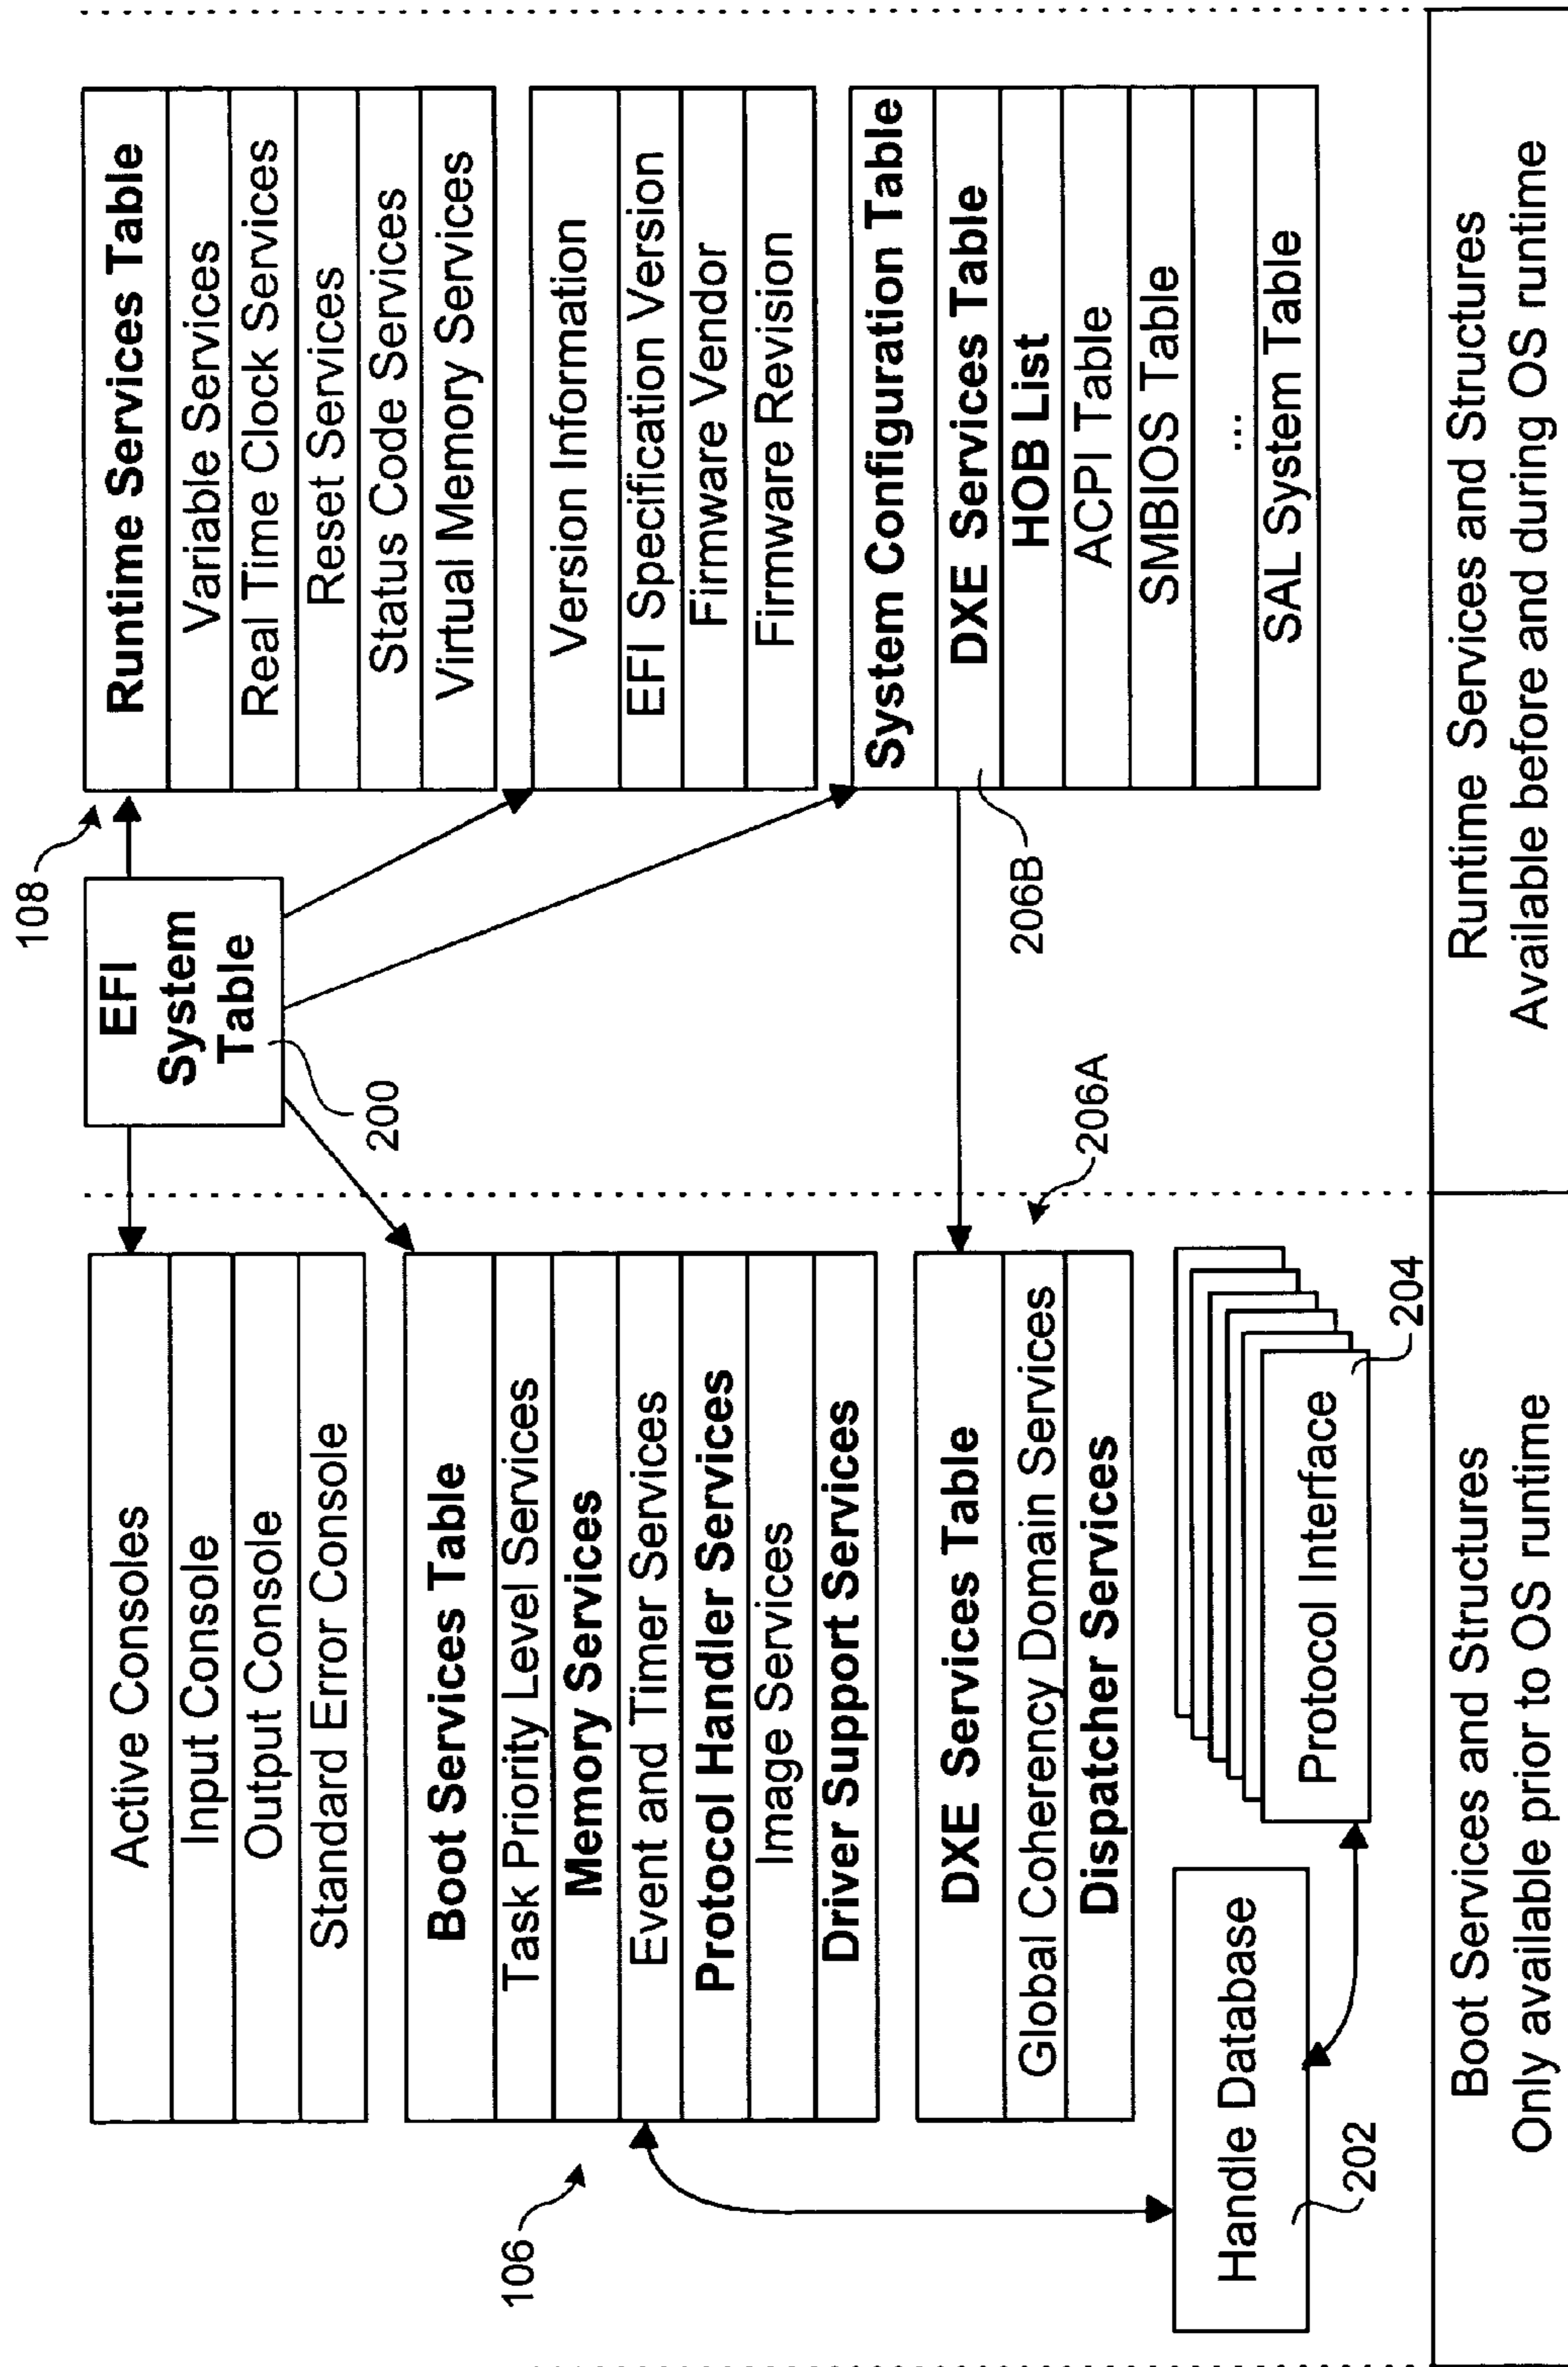 Active Consoles
Input Console
Output Console
Standard Error Console
EFI
System
Table
200
108
Runtime Services Table
Variable Services
Real Time Clock Services
Reset Services
Status Code Services
Virtual Memory Services
Boot Services Table
Task Priority Level Services
Memory Services
Event and Timer Services
Protocol Handler Services
Image Services
Driver Support Services
106
Version Information
EFI Specification Version
Firmware Vendor
Firmware Revision
System Configuration Table
DXE Services Table
HOB List
ACPI Table
SMBIOS Table
...
SAL System Table
206B
DXE Services Table
Global Coherency Domain Services
Dispatcher Services
206A
Handle Database
202
Protocol Interface
204
Boot Services and Structures
Only available prior to OS runtime
Runtime Services and Structures
Available before and during OS runtime